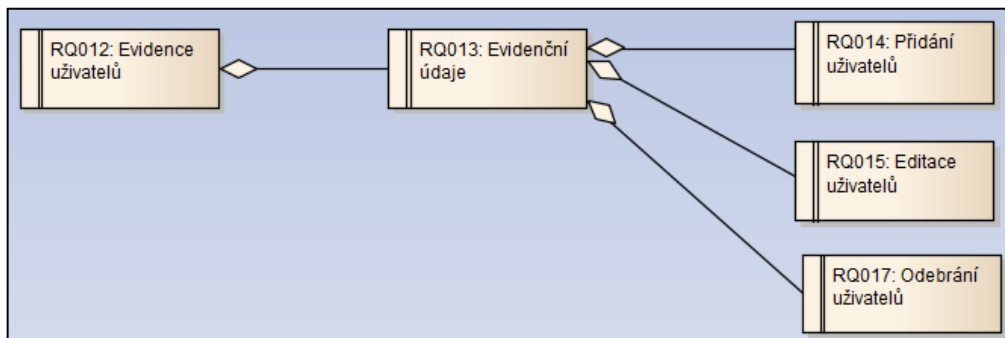 RQ012: Evidence
uživatelů
RQ013: Evidenční
údaje
RQ014: Přidání
uživatelů
RQ015: Editace
uživatelů
RQ017: Odebrání
uživatelů